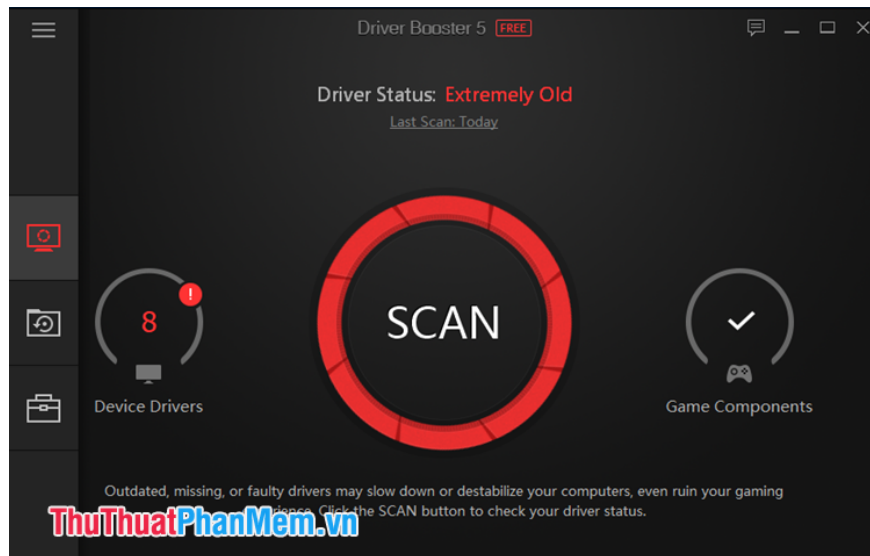 Driver Booster 5 FREE
Driver Status: Extremely Old
Last Scan: Today
!
8
SCAN
Device Drivers
Game Components
Outdated, missing, or faulty drivers may slow down or destabilize your computers, even ruin your gaming
Click the SCAN button to check your driver status.
ThuThuatPhanMem.vn